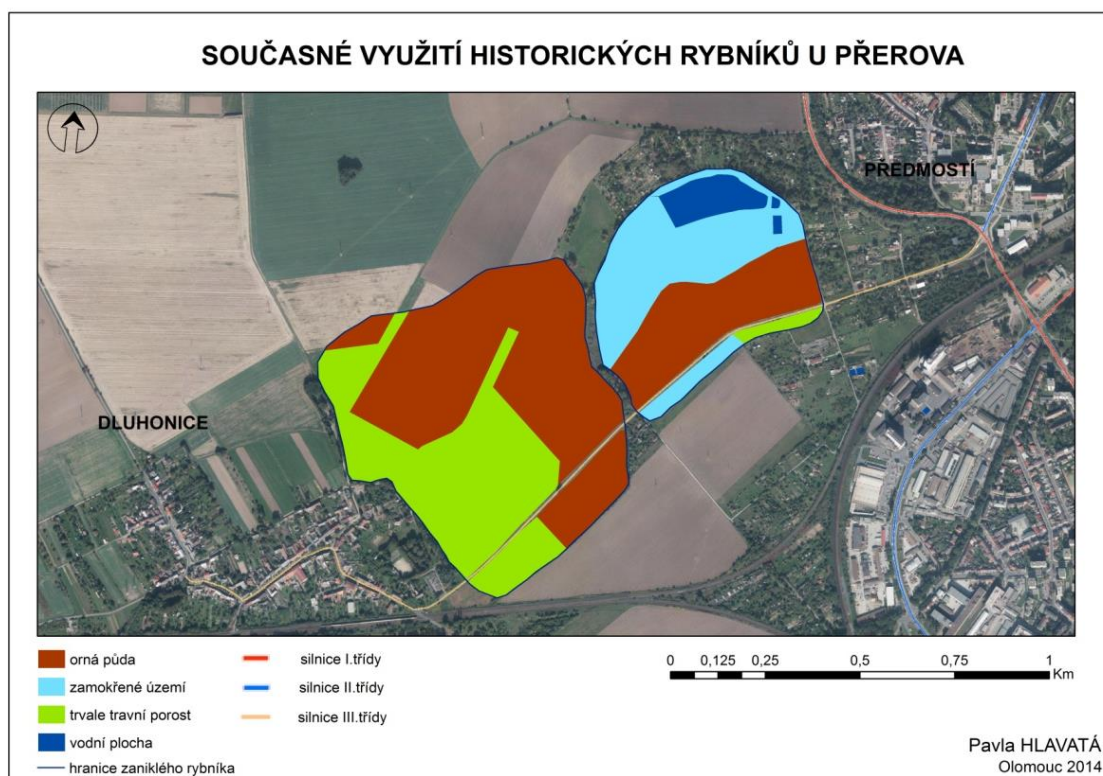 SOUČASNÉ VYUŽITÍ HISTORICKÝCH RYBNÍKŮ U PŘEROVA
PŘEDMOSTÍ
DLUHONICE
orná půda
zamokřené území
trvale travní porost
vodní plocha
hranice zaniklého rybníka
silnice I.třídy
silnice II.třídy
silnice III.třídy
0 0,125 0,25 0,5 0,75 1
Km
Pavla HLAVATÁ
Olomouc 2014